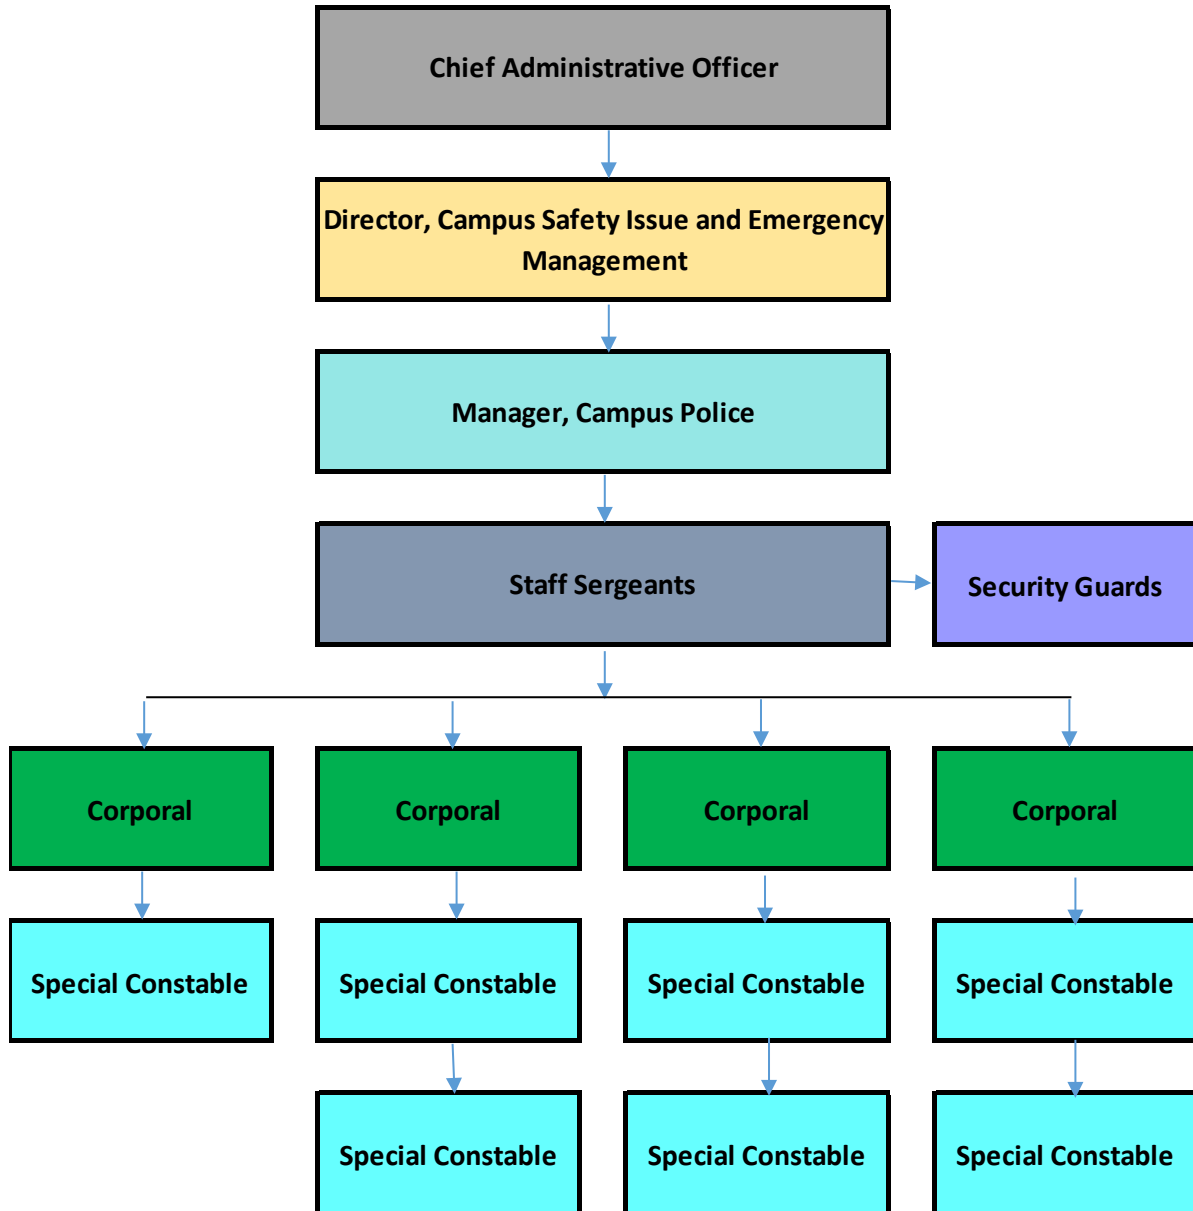 Chief Administrative Officer
Director, Campus Safety Issue and Emergency
Management
Manager, Campus Police
Staff Sergeants
Security Guards
Corporal
Corporal
Corporal
Corporal
Special Constable
Special Constable
Special Constable
Special Constable
Special Constable
Special Constable
Special Constable